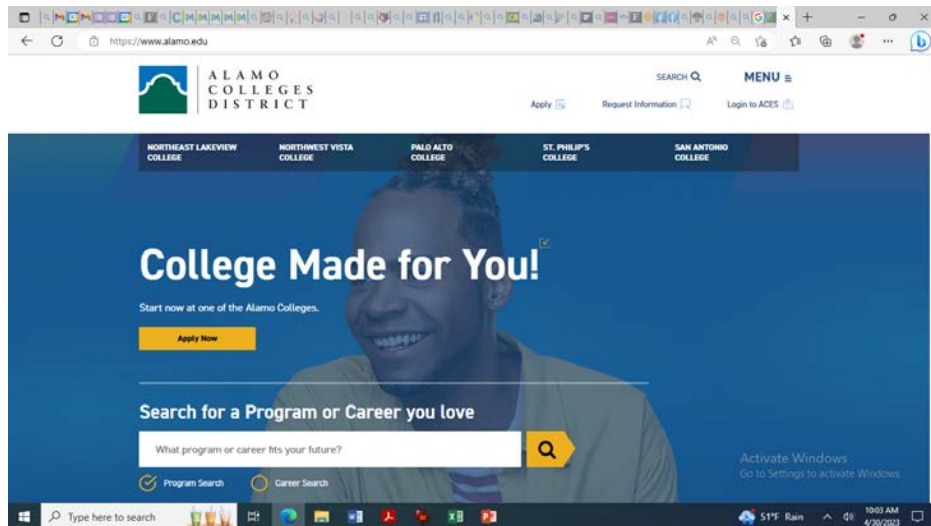 https://www.alamo.edu
ALAMO
COLLEGES
DISTRICT
SEARCH
MENU
Apply
Request Information
Login to ACES
NORTHEAST LAKEVIEW
COLLEGE
NORTHWEST VISTA
COLLEGE
PALO ALTO
COLLEGE
ST. PHILIP'S
COLLEGE
SAN ANTONIO
COLLEGE
College Made for You!
Start now at one of the Alamo Colleges.
Apply Now
Search for a Program or Career you love
What program or career fits your future?
Program Search
Career Search
Activate Windows
Go to Settings to activate Windows.
Type here to search
51°F Rain
10:03 AM
4/30/2023